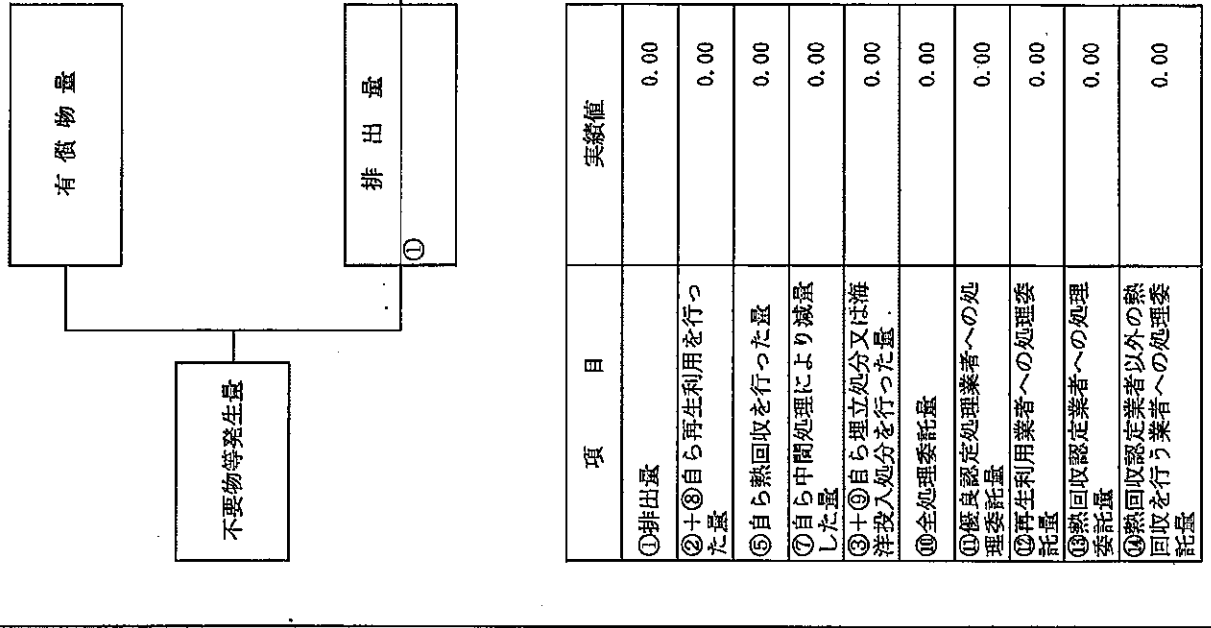 有償物量
不要物等発生量
排出量
①
項目 実績値
①排出量 0.00
②+⑧自ら再生利用を行っ
た量 0.00
⑤自ら熱回収を行った量 0.00
⑦自ら中間処理により減量
した量 0.00
③+⑨自ら埋立処分又は海
洋投入処分を行った量 0.00
⑩全処理委託量 0.00
⑪優良認定処理業者への処
理委託量 0.00
⑫再生利用業者への処理委
託量 0.00
⑬熱回収認定業者への処理
委託量 0.00
⑭熱回収認定業者以外の熱
回収を行う業者への処理委
託量 0.00